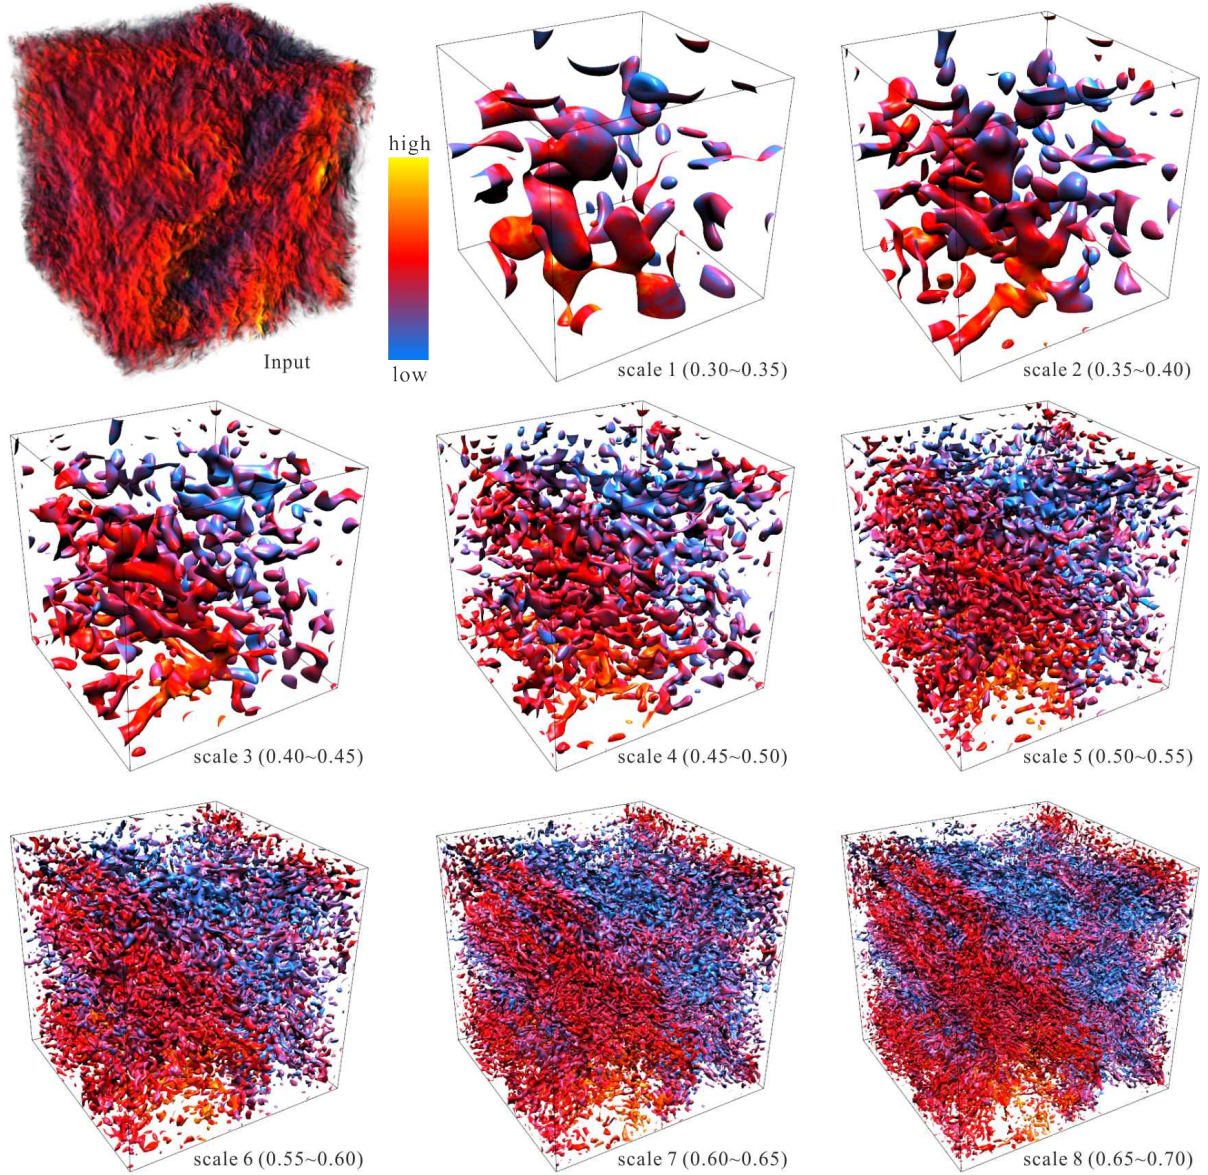 high
low
Input
scale 1 (0.30~0.35)
scale 2 (0.35~0.40)
scale 3 (0.40~0.45)
scale 4 (0.45~0.50)
scale 5 (0.50~0.55)
scale 6 (0.55~0.60)
scale 7 (0.60~0.65)
scale 8 (0.65~0.70)